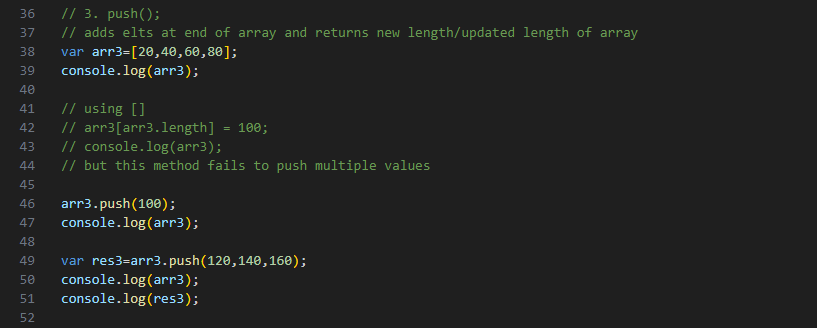 36 // 3. push();
37 // adds elts at end of array and returns new length/updated length of array
38 var arr3=[20,40,60,80];
39 console.log(arr3);
40
41 // using []
42 // arr3[arr3.length] = 100;
43 // console.log(arr3);
44 // but this method fails to push multiple values
45
46 arr3.push(100);
47 console.log(arr3);
48
49 var res3=arr3.push(120,140,160);
50 console.log(arr3);
51 console.log(res3);
52